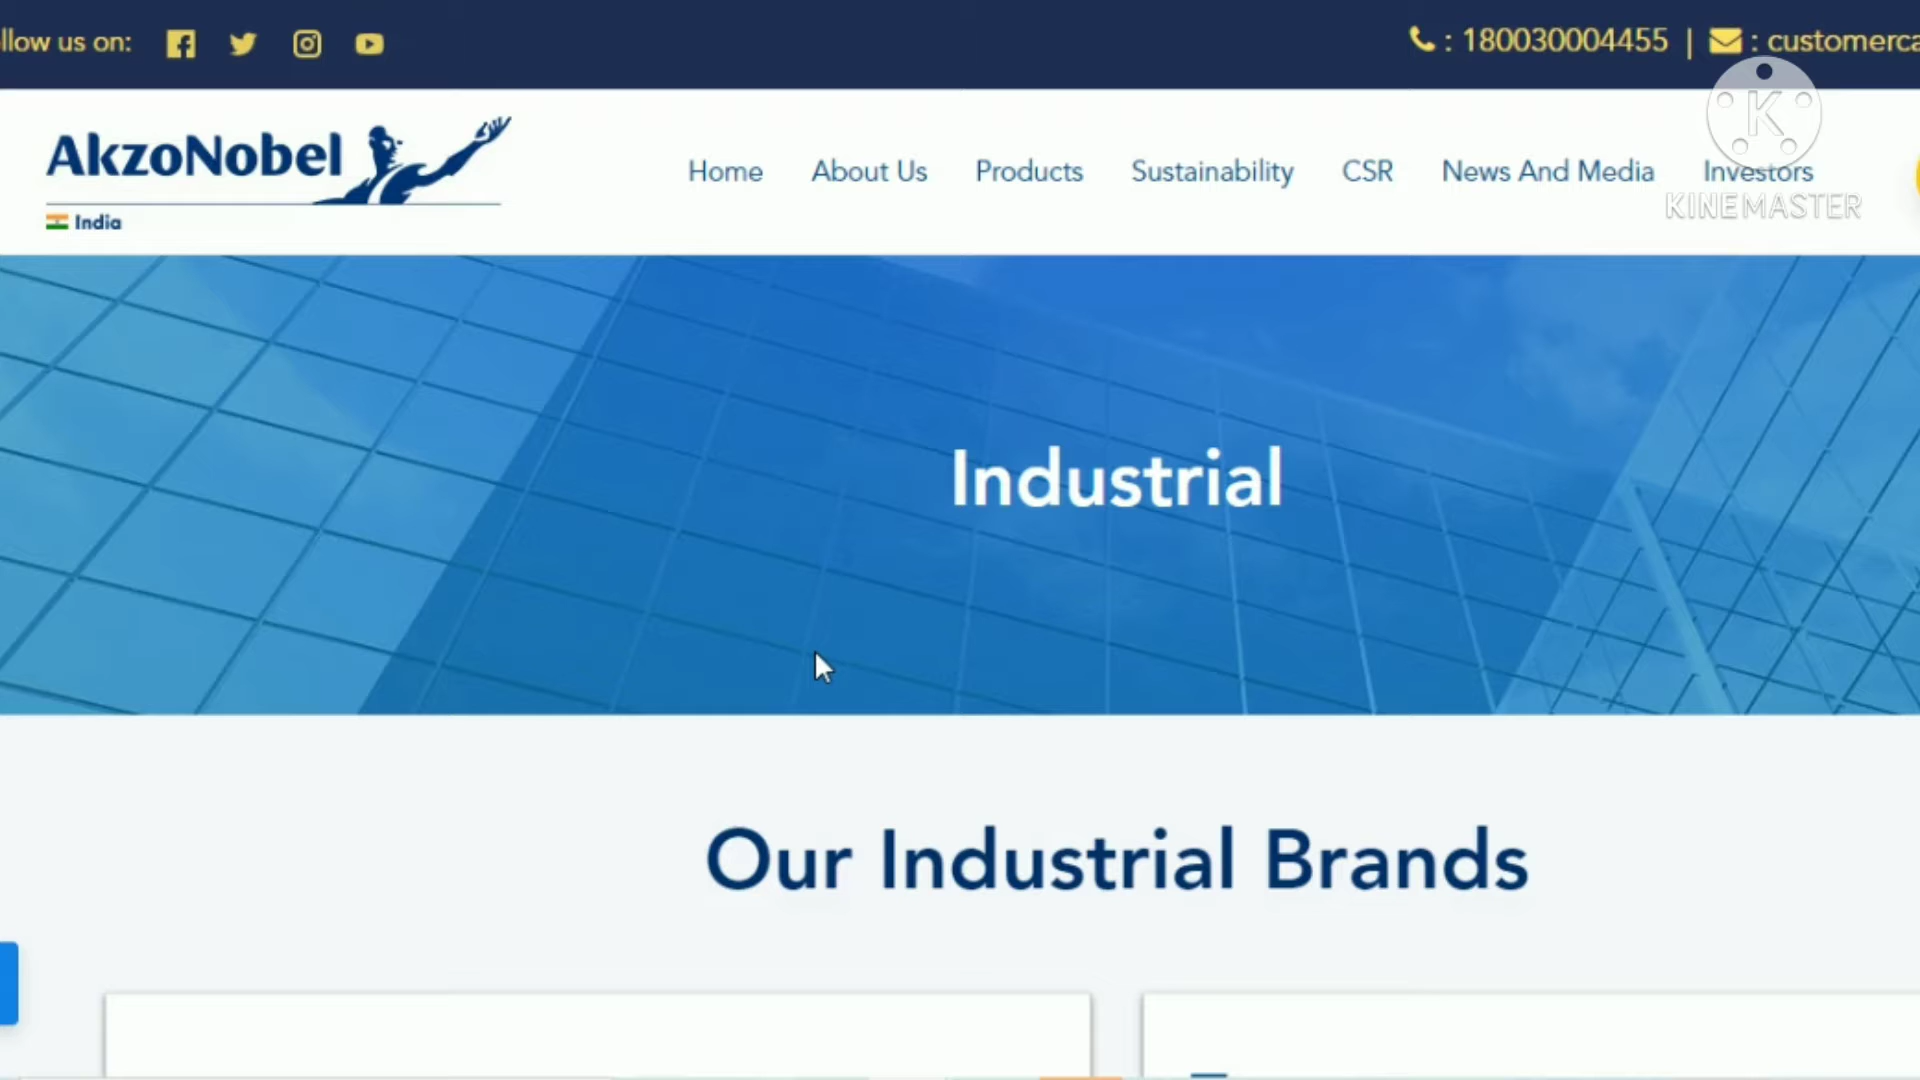 llow us on:
: 180030004455 | : customerca
AkzoNobel
India
Home About Us Products Sustainability CSR News And Media Investors
K
KINEMASTER
Industrial
Our Industrial Brands